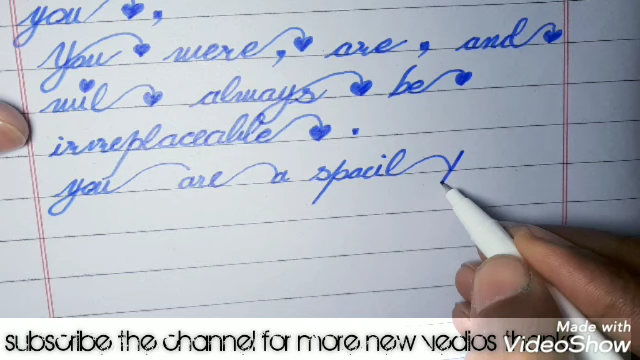 you,
You were, are, and
wil always be
irreplaceable.
you are a spacil
subscribe the channel for more new vedios thank
Made with
VideoShow